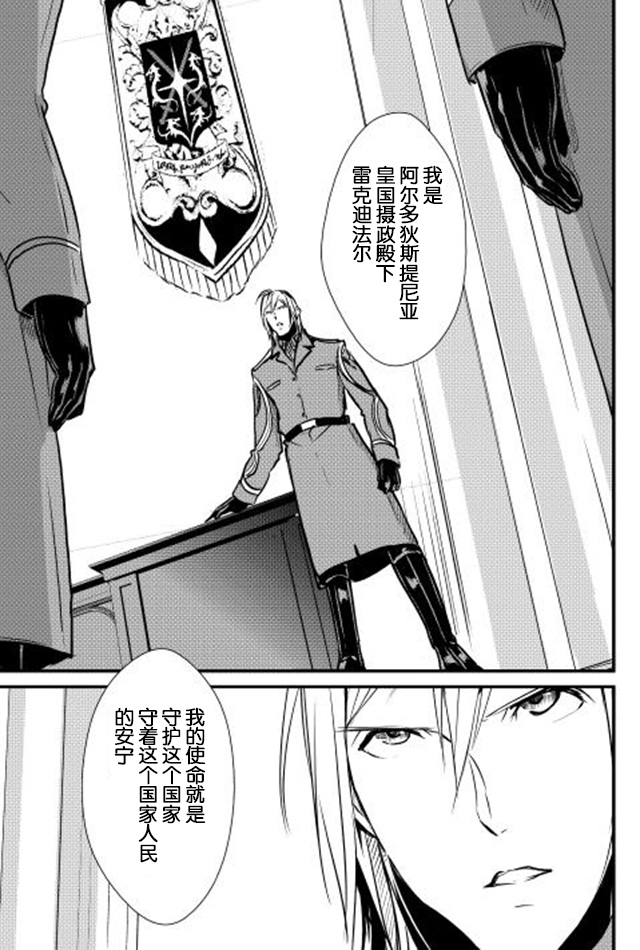 我是
阿尔多狄斯提尼亚
皇国摄政殿下
雷克迪法尔
我的使命就是
守护这个国家
守着这个国家人民
的安宁